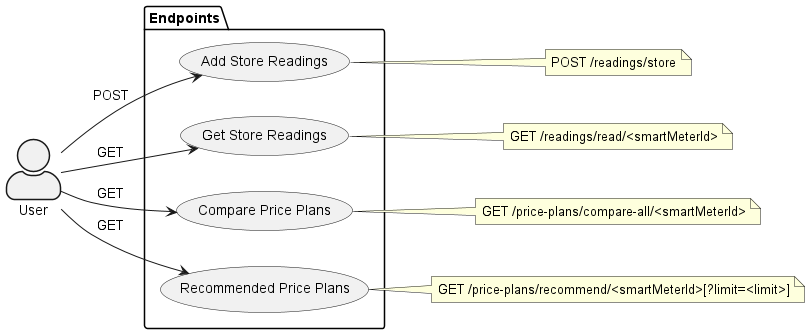 Endpoints
Add Store Readings
POST /readings/store
POST
Get Store Readings
GET /readings/read/<smartMeterId>
GET
User
GET
Compare Price Plans
GET /price-plans/compare-all/<smartMeterId>
GET
Recommended Price Plans
GET /price-plans/recommend/<smartMeterId>[?limit=<limit>]